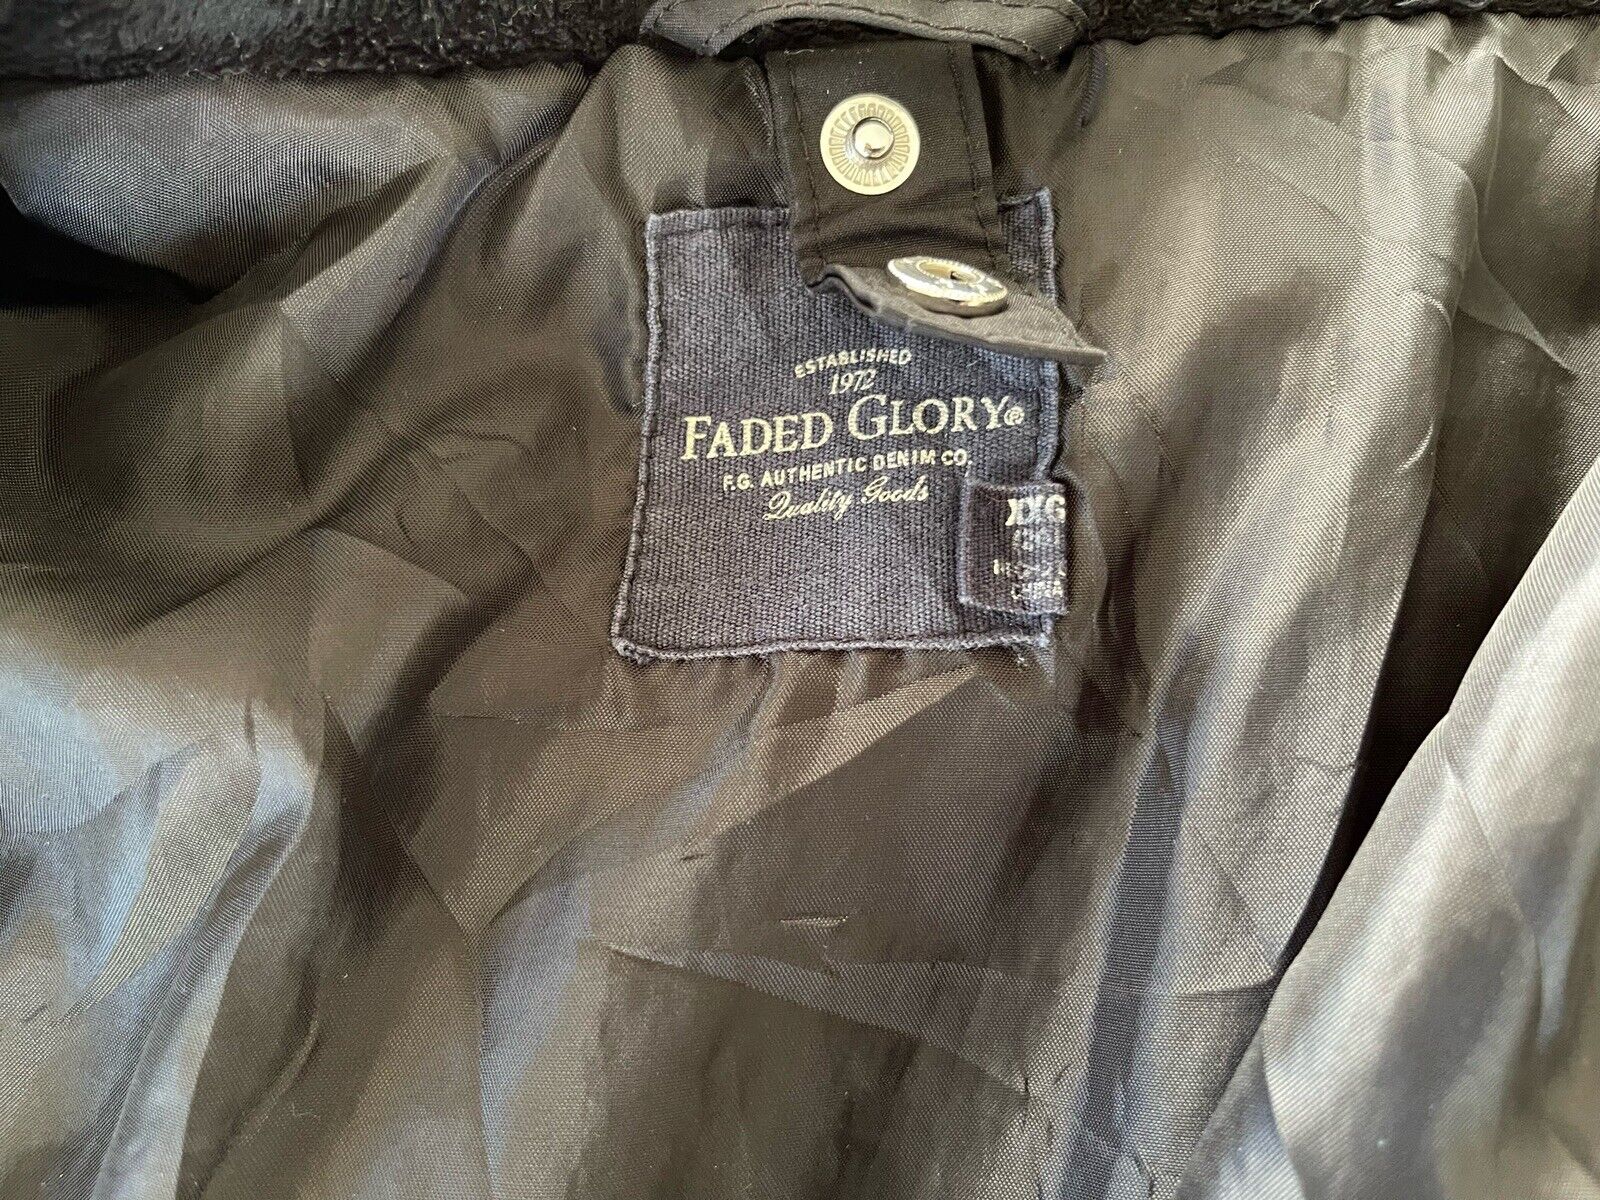 ESTABLISHED
1972
FADED GLORY®
F.G. AUTHENTIC DENIM CO.
Quality Goods
XXG